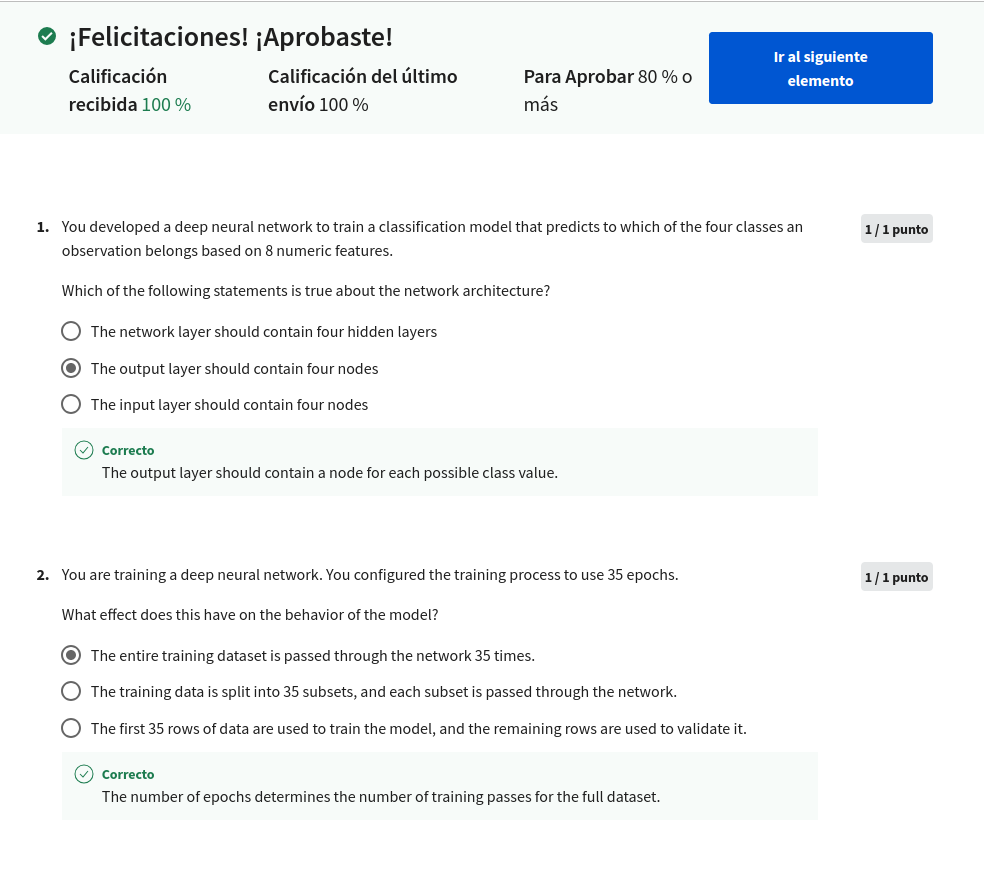 ¡Felicitaciones! ¡Aprobaste!
Calificación recibida 100 %
Calificación del último envío 100 %
Para Aprobar 80 % o más
Ir al siguiente elemento
1. You developed a deep neural network to train a classification model that predicts to which of the four classes an
observation belongs based on 8 numeric features.
1 / 1 punto
Which of the following statements is true about the network architecture?
The network layer should contain four hidden layers
The output layer should contain four nodes
The input layer should contain four nodes
Correcto
The output layer should contain a node for each possible class value.
2. You are training a deep neural network. You configured the training process to use 35 epochs.
1 / 1 punto
What effect does this have on the behavior of the model?
The entire training dataset is passed through the network 35 times.
The training data is split into 35 subsets, and each subset is passed through the network.
The first 35 rows of data are used to train the model, and the remaining rows are used to validate it.
Correcto
The number of epochs determines the number of training passes for the full dataset.